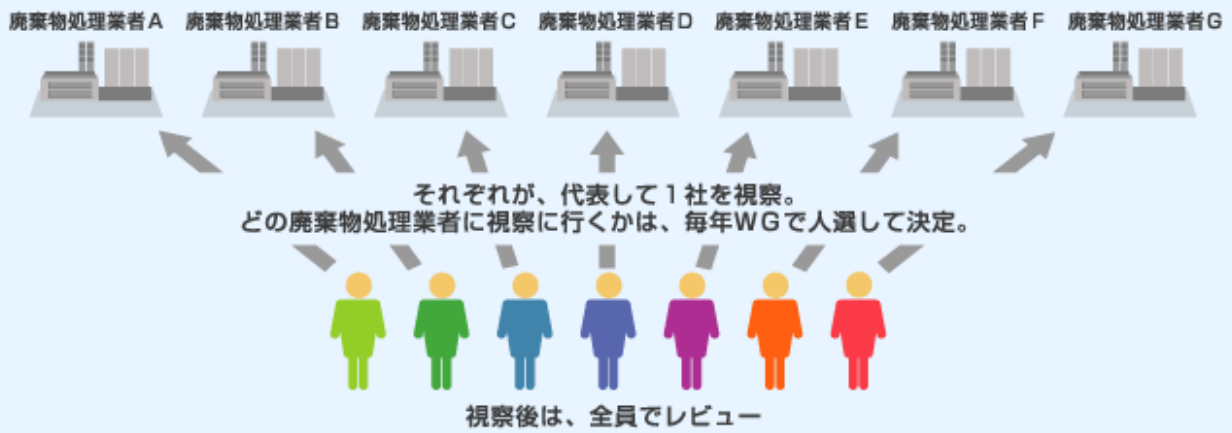 廃棄物処理業者A 廃棄物処理業者B 廃棄物処理業者C 廃棄物処理業者D 廃棄物処理業者E 廃棄物処理業者F 廃棄物処理業者G
それぞれが、代表して1社を視察。
どの廃棄物処理業者に視察に行くかは、毎年WGで人選して決定。
視察後は、全員でレビュー